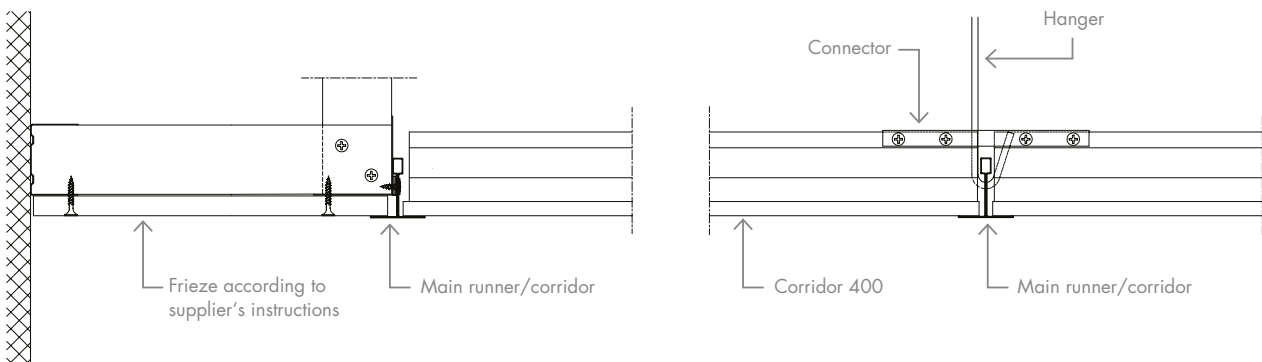 Hanger
Connector
Frieze according to
supplier‘s instructions
Main runner/corridor
Corridor 400
Main runner/corridor